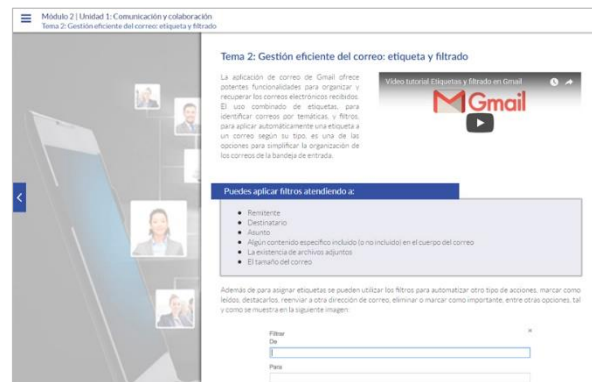 Módulo 2 | Unidad 1: Comunicación y colaboración
Tema 2: Gestión eficiente del correo: etiqueta y filtrado
Tema 2: Gestión eficiente del correo: etiqueta y filtrado
La aplicación de correo de Gmail ofrece
potentes funcionalidades para organizar y
recuperar los correos electrónicos recibidos.
El uso combinado de etiquetas, para
identificar correos por temáticas, y filtros,
para aplicar automáticamente una etiqueta a
un correo según su tipo, es una de las
opciones para simplificar la organización de
los correos de la bandeja de entrada.
Vídeo tutorial Etiquetas y filtrado en Gmail
Gmail
Puedes aplicar filtros atendiendo a:
Remitente
Destinatario
Asunto
Algún contenido específico incluido (o no incluido) en el cuerpo del correo
La existencia de archivos adjuntos
El tamaño del correo
Además de para asignar etiquetas se pueden utilizar los filtros para automatizar otro tipo de acciones, marcar como
leídos, destacarlos, reenviar a otra dirección de correo, eliminar o marcar como importante, entre otras opciones, tal
y como se muestra en la siguiente imagen
Filtrar
De
Para